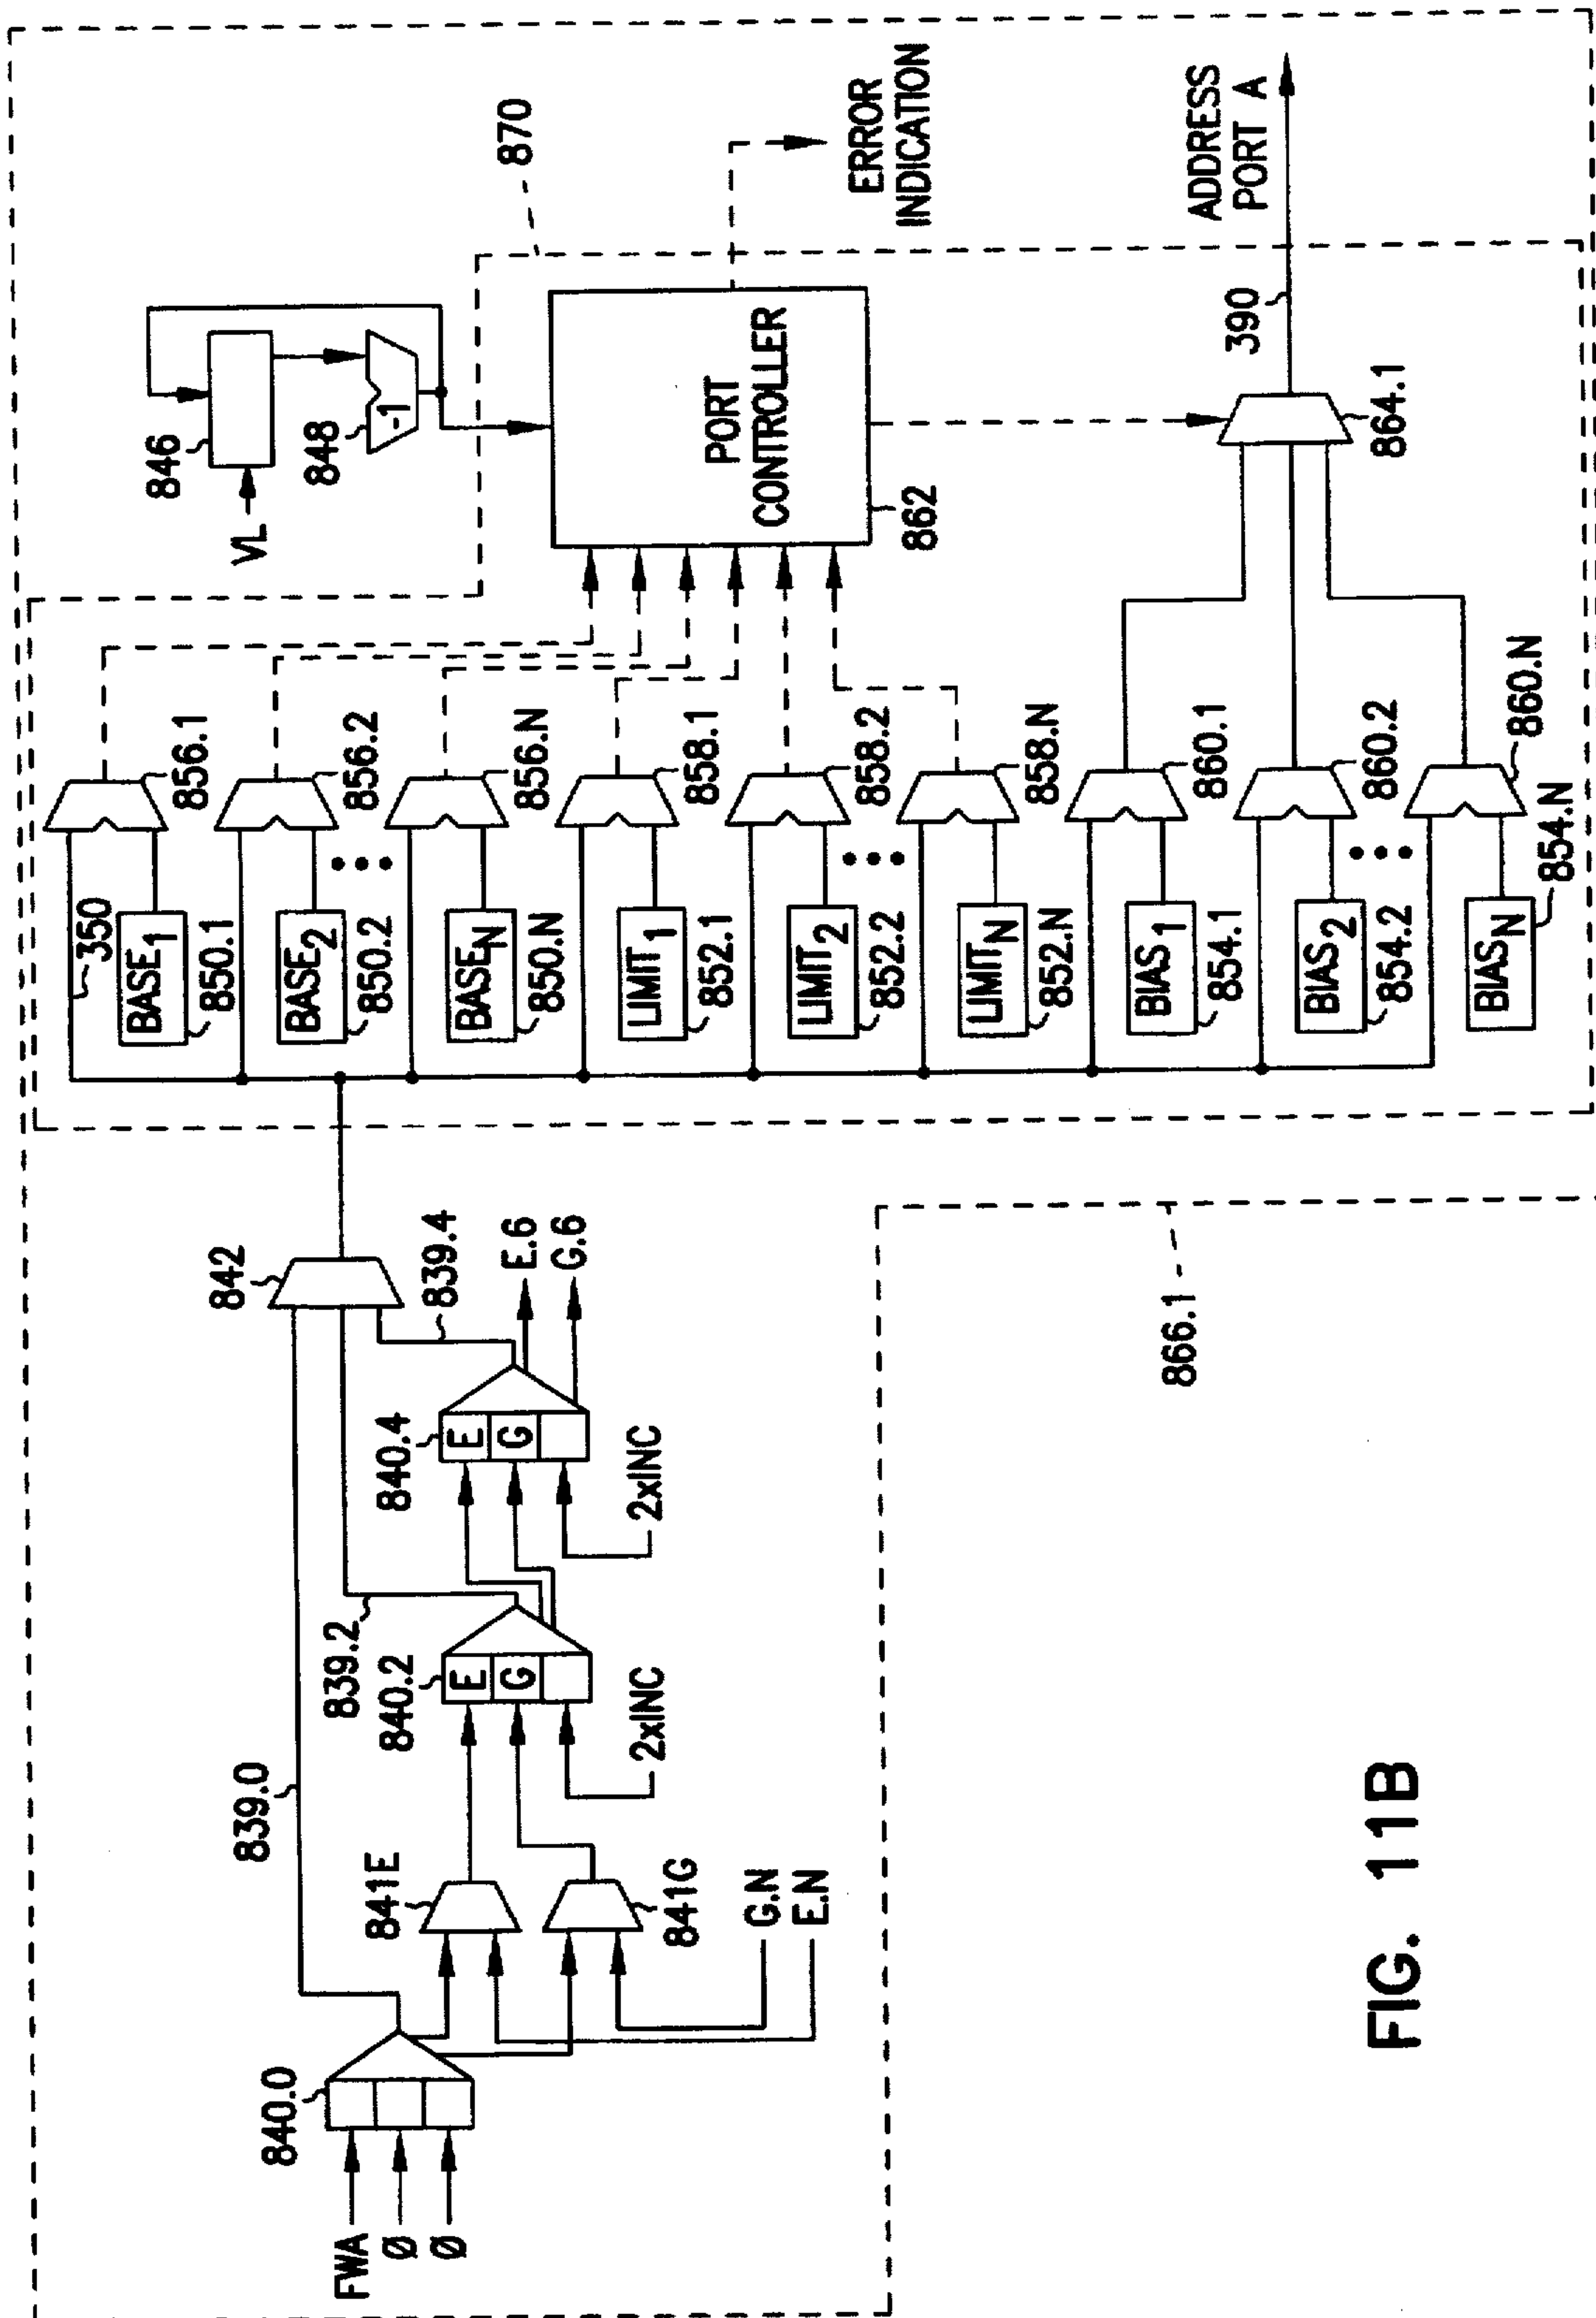 866.1
870
FWA
Ø
Ø
840.0
839.0
841E
841G
G.N
E.N
839.2
840.2
E
G
2xINC
840.4
E
G
2xINC
842
839.4
E.6
G.6
350
BASE1
850.1
856.1
BASE2
850.2
856.2
BASEN
850.N
856.N
LIMIT1
852.1
858.1
LIMIT2
852.2
858.2
LIMITN
852.N
858.N
BIAS1
854.1
860.1
BIAS2
854.2
860.2
BIASN
854.N
860.N
VL
846
848
-1
PORT
CONTROLLER
862
ERROR
INDICATION
864.1
390
ADDRESS
PORT A
FIG. 11B